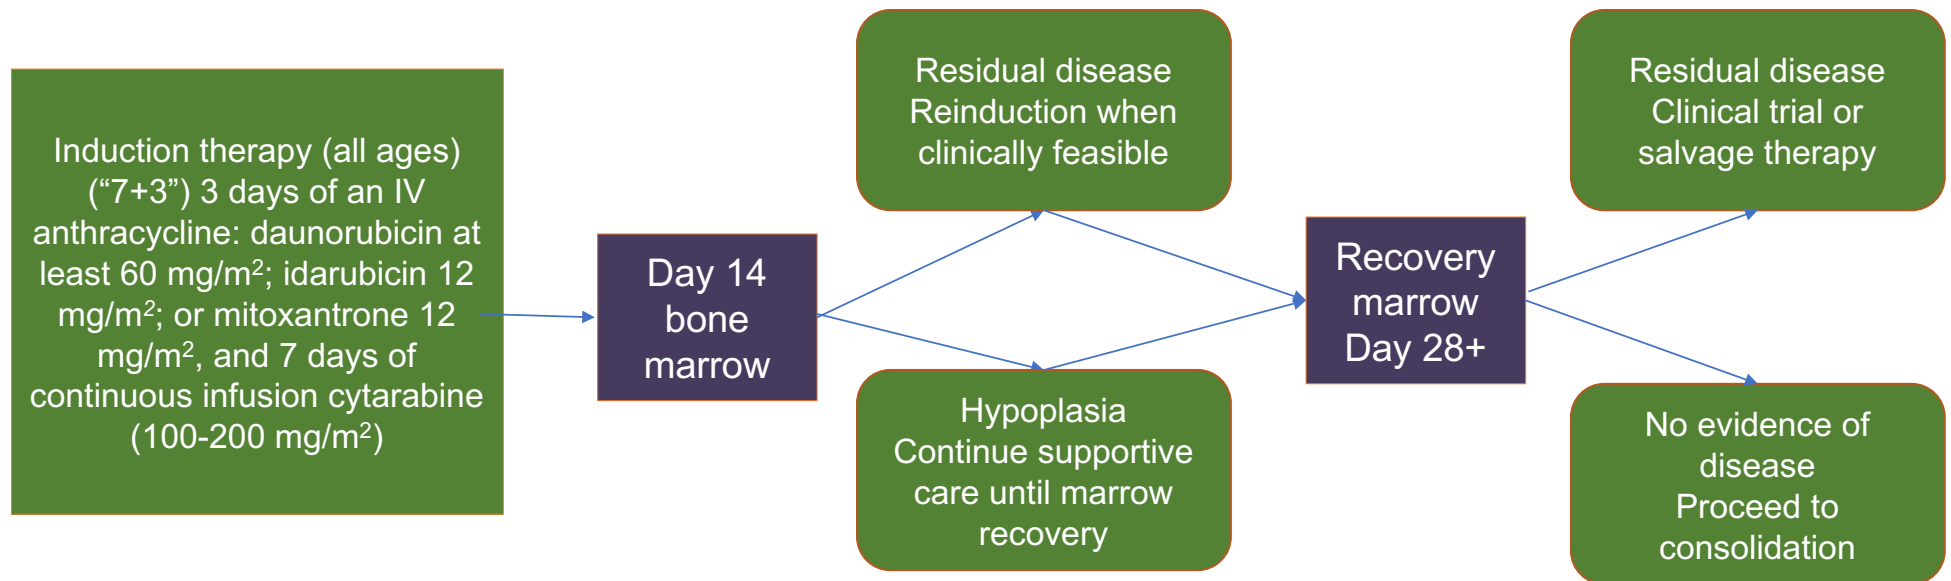 Induction therapy (all ages)
(“7+3”) 3 days of an IV
anthracycline: daunorubicin at
least 60 mg/m²; idarubicin 12
mg/m²; or mitoxantrone 12
mg/m², and 7 days of
continuous infusion cytarabine
(100-200 mg/m²)
Day 14
bone
marrow
Residual disease
Reinduction when
clinically feasible
Hypoplasia
Continue supportive
care until marrow
recovery
Recovery
marrow
Day 28+
Residual disease
Clinical trial or
salvage therapy
No evidence of
disease
Proceed to
consolidation